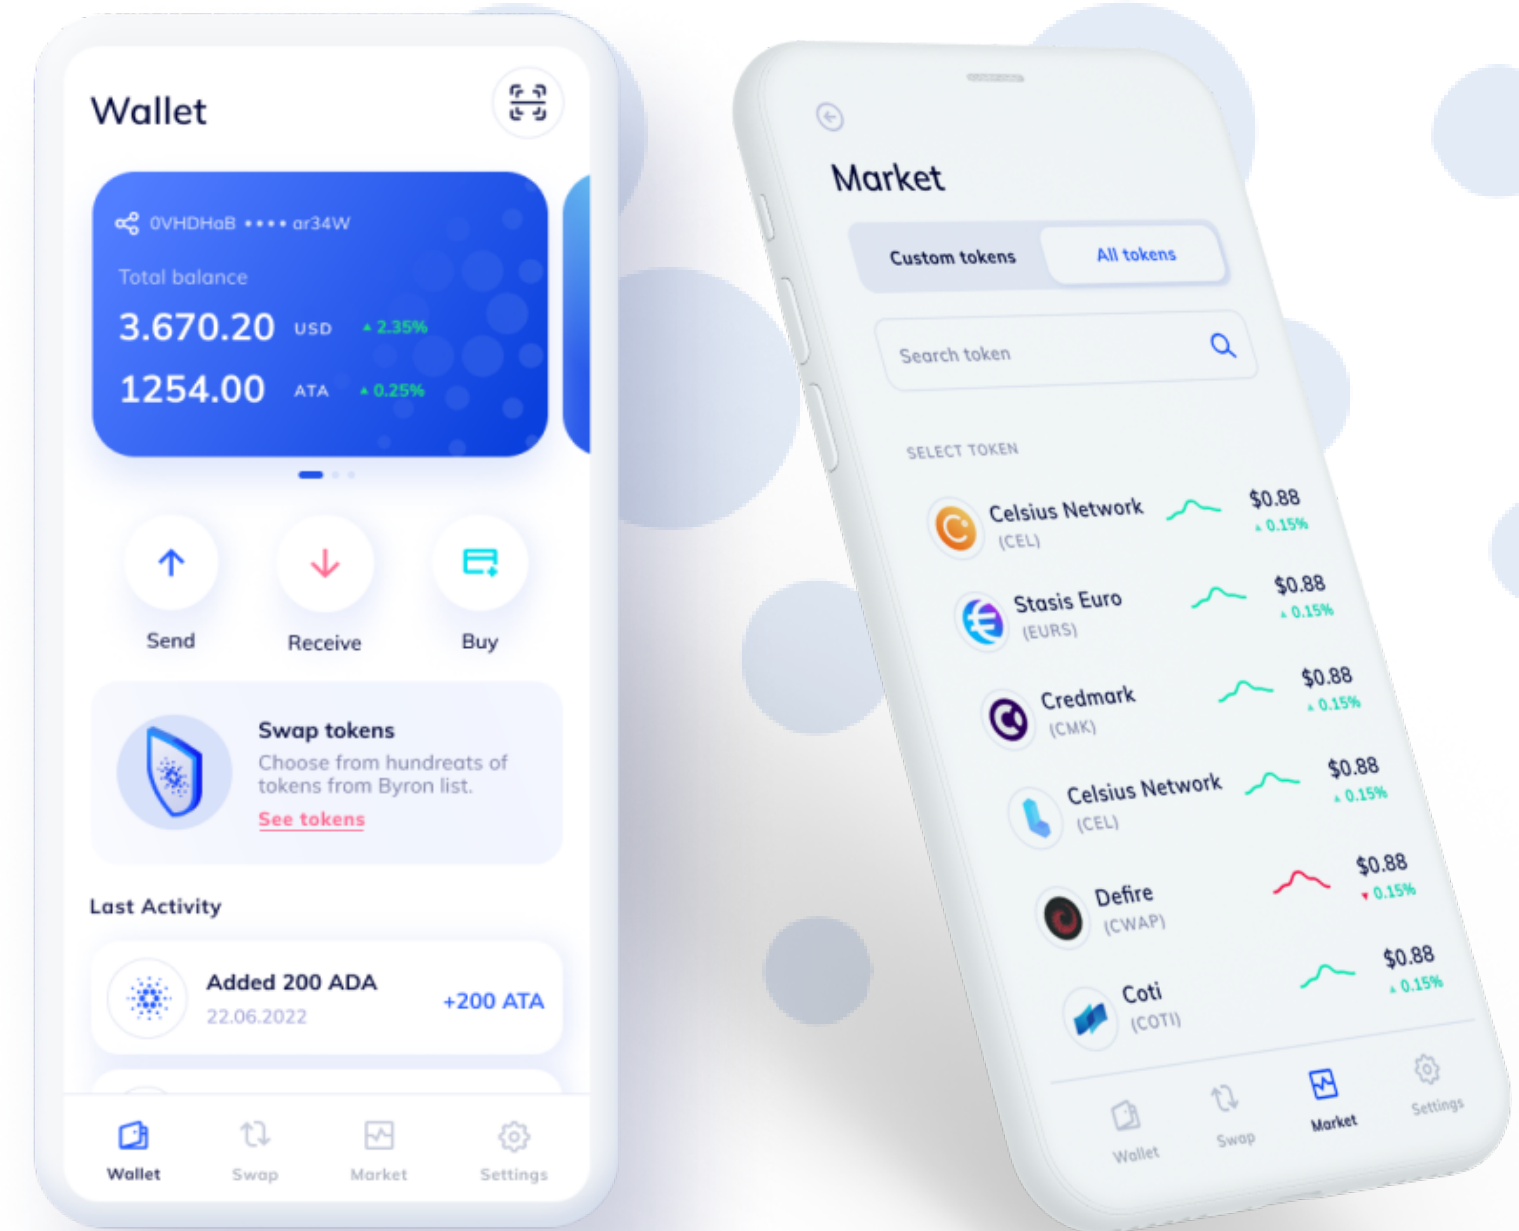 Wallet
0VHDHaB •••• ar34W
Total balance
3.670.20 USD ▲ 2.35%
1254.00 ATA ▲ 0.25%
Send Receive Buy
Swap tokens
Choose from hundreats of
tokens from Byron list.
See tokens
Last Activity
Added 200 ADA
+200 ATA
22.06.2022
Wallet Swap Market Settings
Market
Custom tokens All tokens
Search token
SELECT TOKEN
Celsius Network $0.88
(CEL) ▲ 0.15%
Stasis Euro $0.88
(EURS) ▲ 0.15%
Credmark $0.88
(CMK) ▲ 0.15%
Celsius Network $0.88
(CEL) ▲ 0.15%
Defire $0.88
(CWAP) ▼ 0.15%
Coti $0.88
(COTI) ▲ 0.15%
Wallet Swap Market Settings